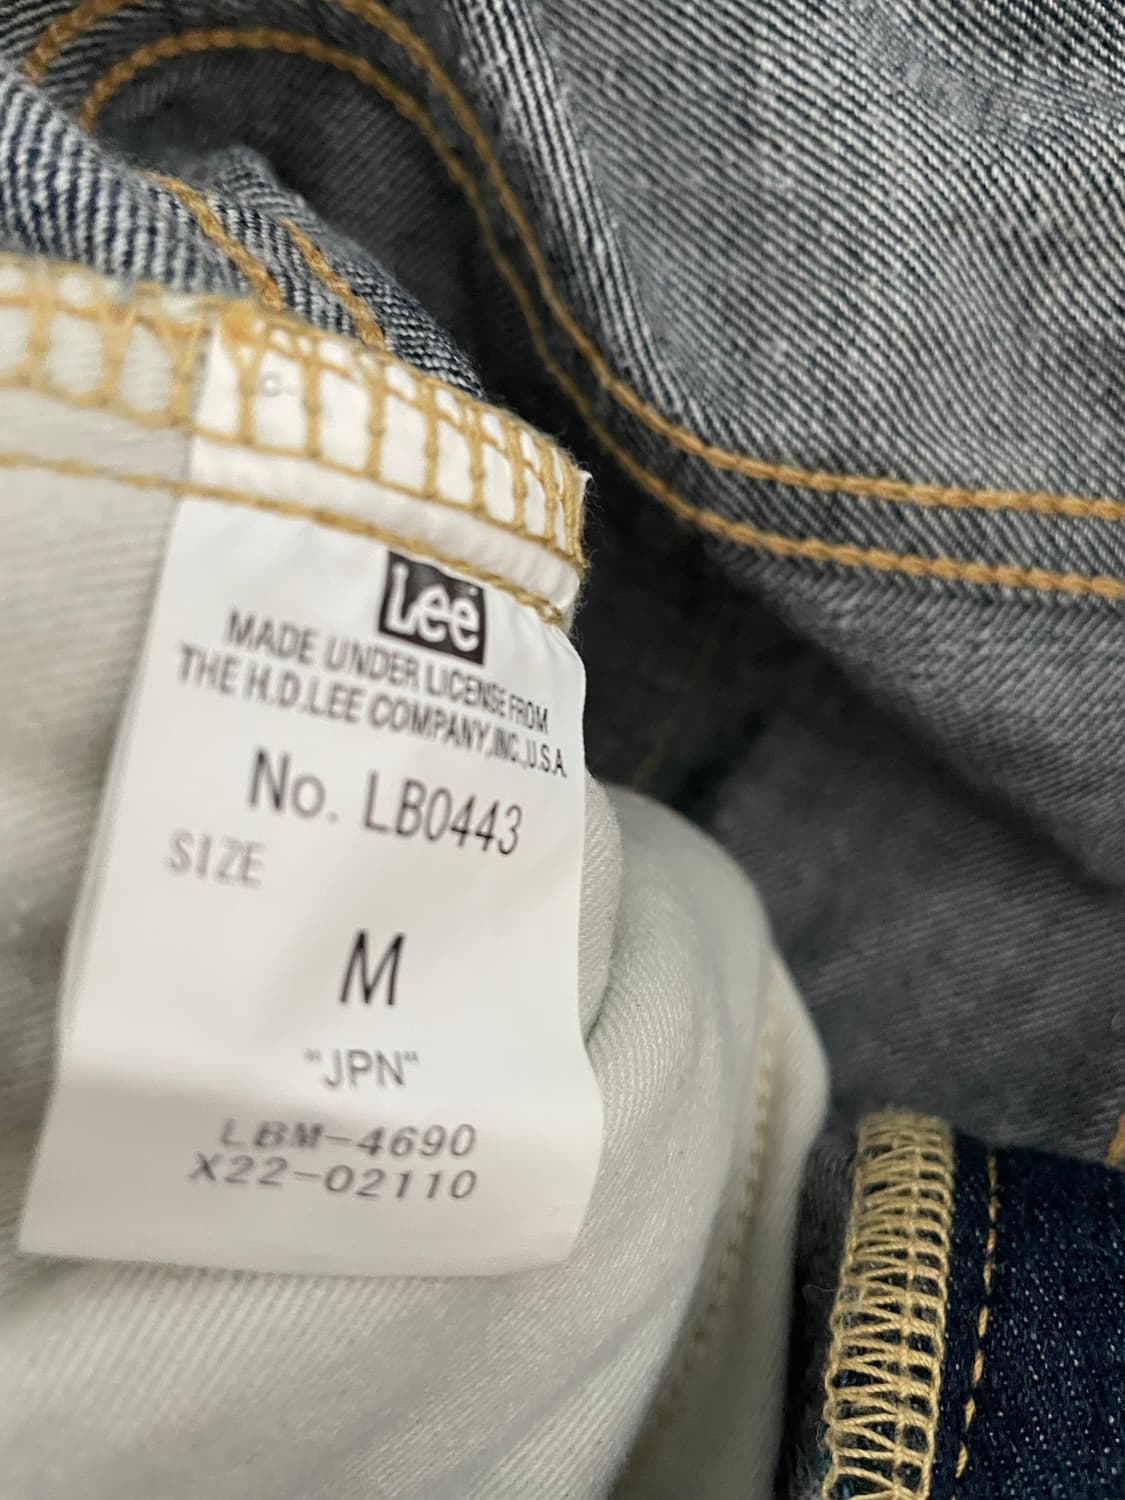 Lee
MADE UNDER LICENSE FROM
THE H.D.LEE COMPANY,INC.,U.S.A.
No. LB0443
SIZE
M
"JPN"
LBM-4690
X22-02110